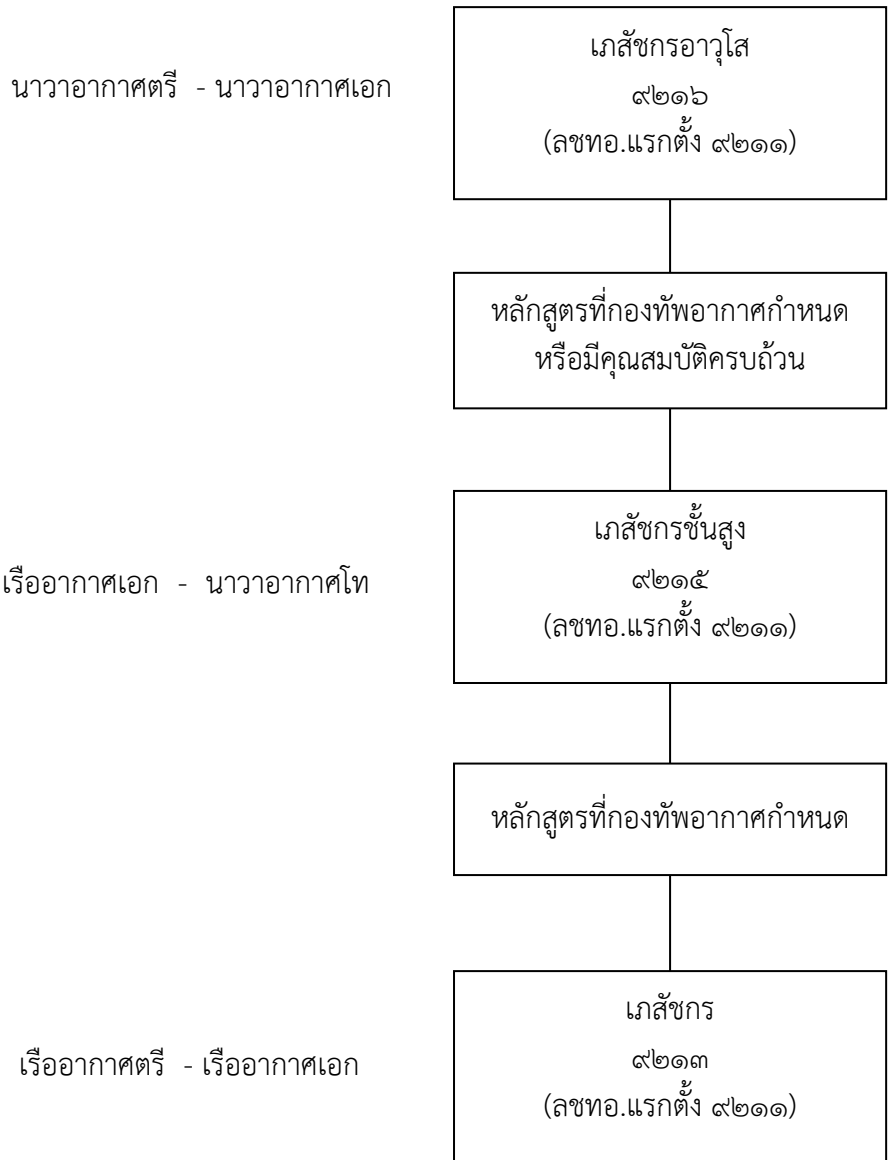 เภสัชกรอาวุโส
นาวาอากาศตรี - นาวาอากาศเอก
๙๒๑๖
(ลชทอ.แรกตั้ง ๙๒๑๑)
หลักสูตรที่กองทัพอากาศกำหนด
หรือมีคุณสมบัติครบถ้วน
เภสัชกรชั้นสูง
เรืออากาศเอก - นาวาอากาศโท
๙๒๑๕
(ลชทอ.แรกตั้ง ๙๒๑๑)
หลักสูตรที่กองทัพอากาศกำหนด
เภสัชกร
เรืออากาศตรี - เรืออากาศเอก
๙๒๑๓
(ลชทอ.แรกตั้ง ๙๒๑๑)